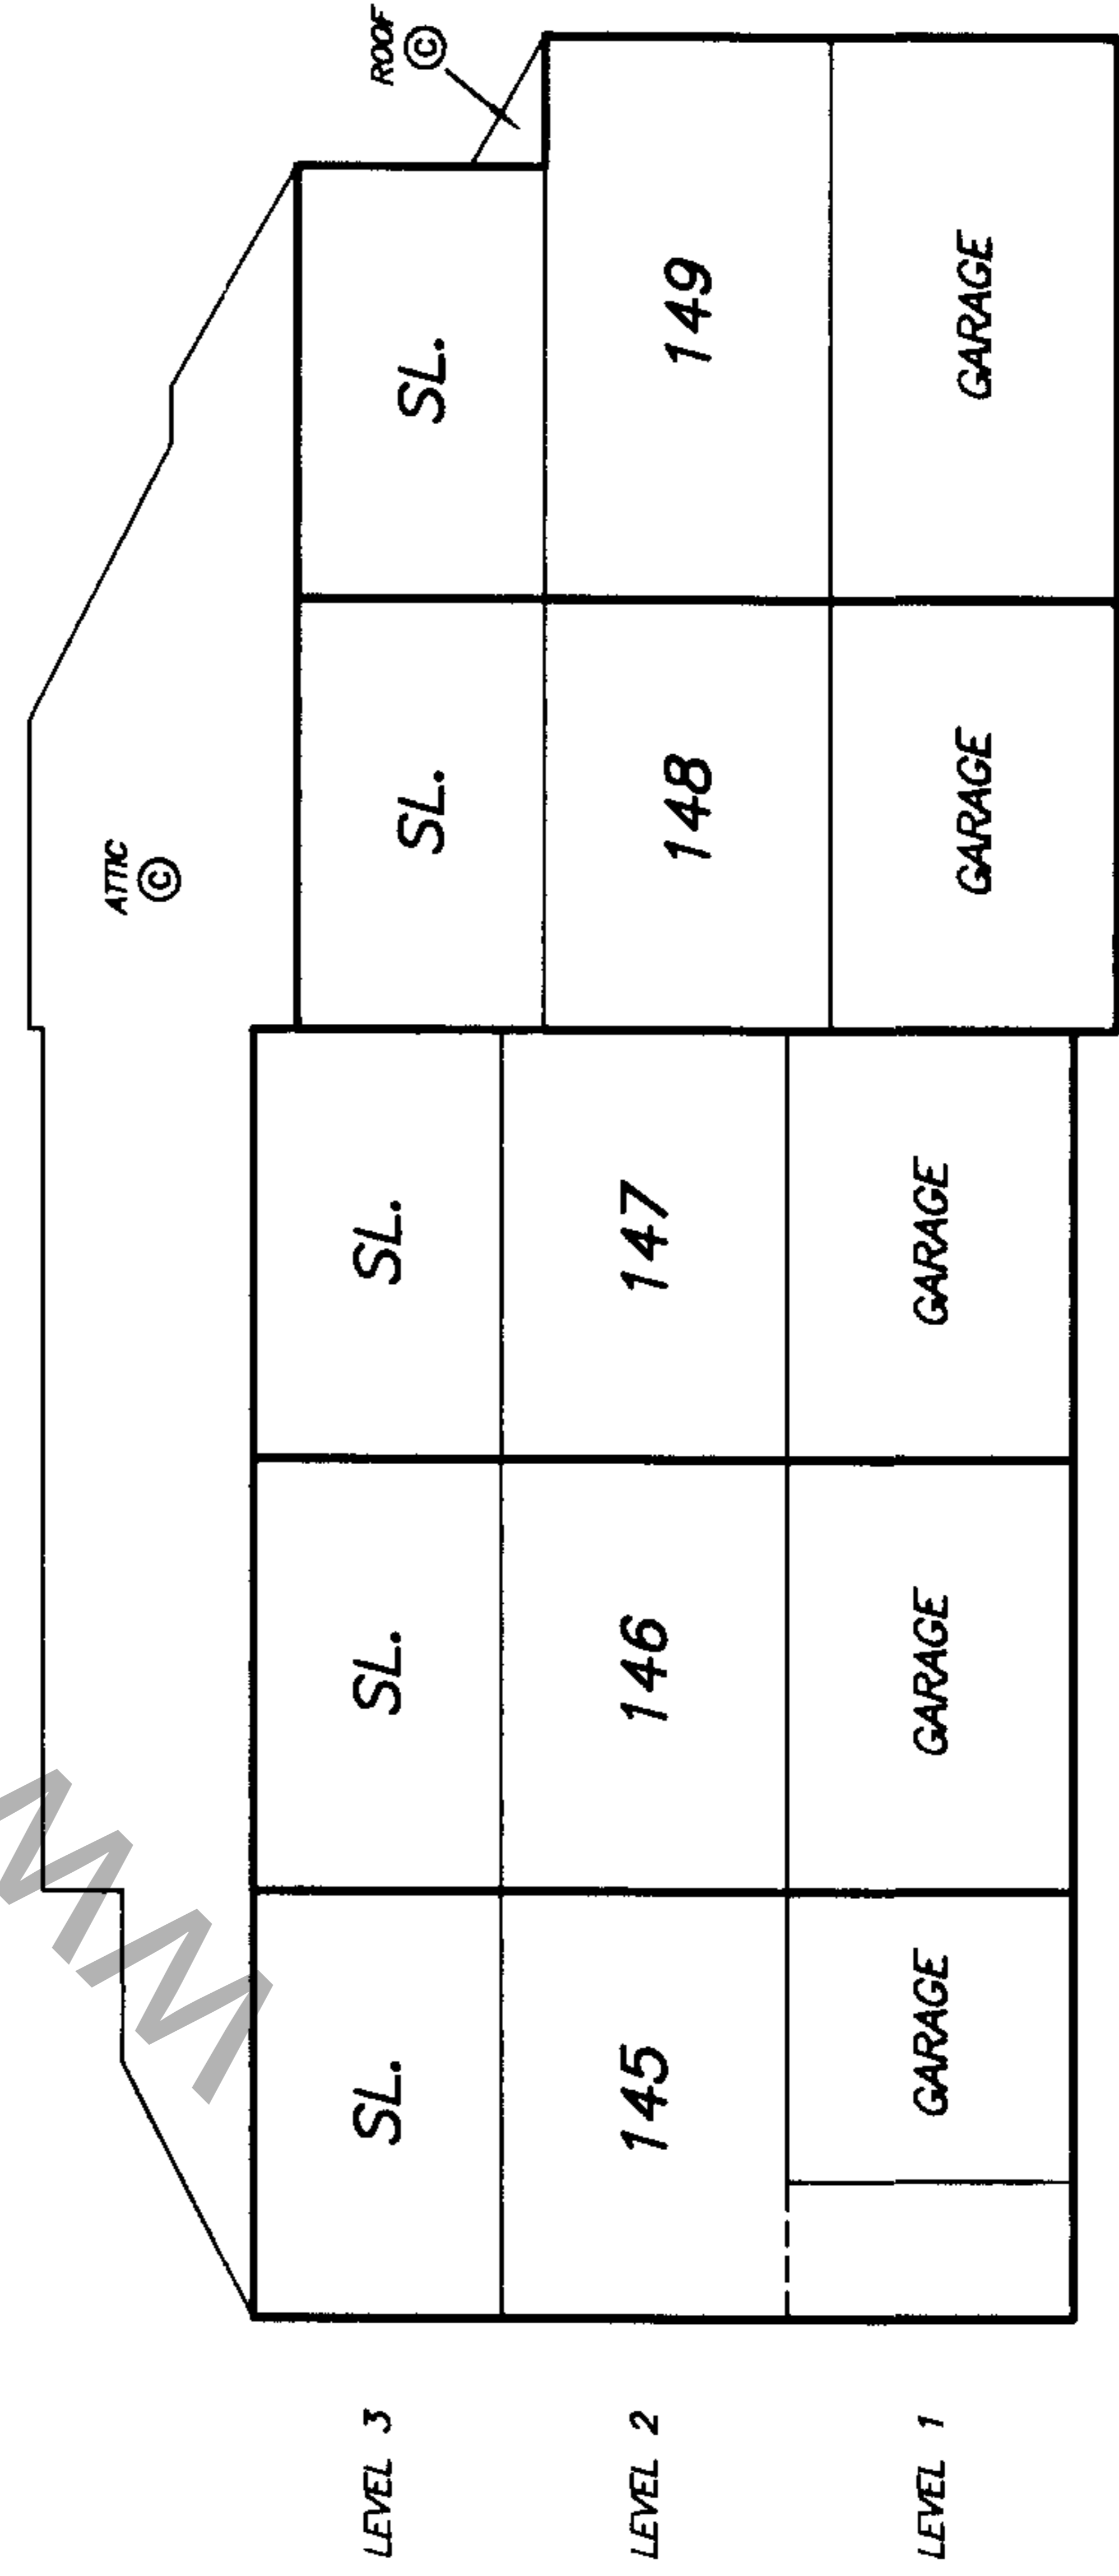 ROOF
©
ATTIC
©
LEVEL 3 SL. SL. SL. SL. SL.
LEVEL 2 145 146 147 148 149
LEVEL 1 GARAGE GARAGE GARAGE GARAGE GARAGE